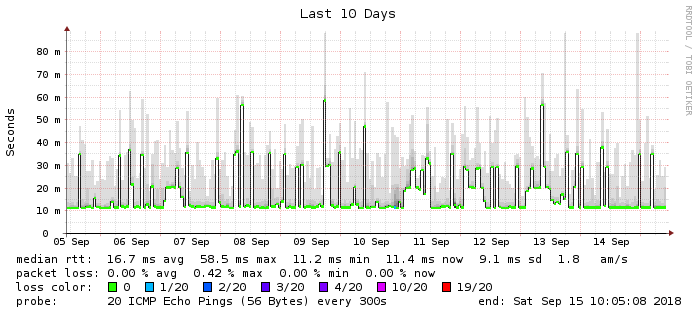 Last 10 Days
RRDTOOL / TOBI OETIKER
Seconds
80 m
70 m
60 m
50 m
40 m
30 m
20 m
10 m
0
05 Sep 06 Sep 07 Sep 08 Sep 09 Sep 10 Sep 11 Sep 12 Sep 13 Sep 14 Sep
median rtt: 16.7 ms avg 58.5 ms max 11.2 ms min 11.4 ms now 9.1 ms sd 1.8 am/s
packet loss: 0.00 % avg 0.42 % max 0.00 % min 0.00 % now
loss color: 0 1/20 2/20 3/20 4/20 10/20 19/20
probe: 20 ICMP Echo Pings (56 Bytes) every 300s end: Sat Sep 15 10:05:08 2018